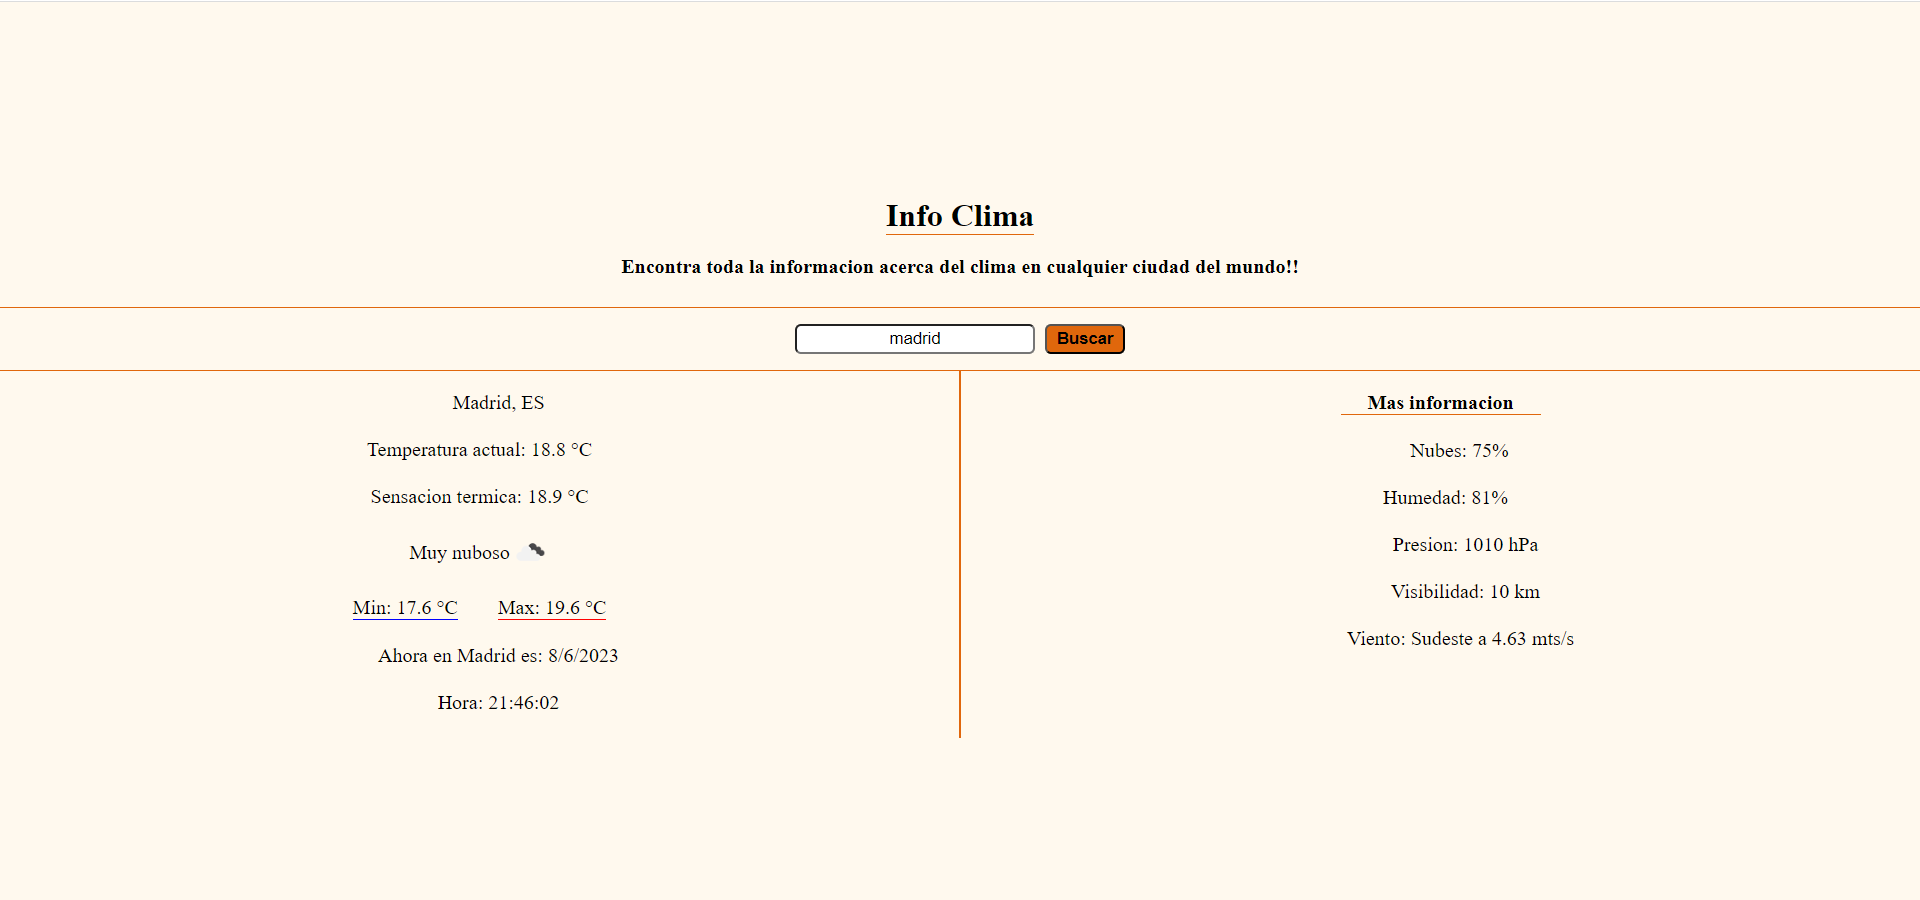 Info Clima
Encontra toda la informacion acerca del clima en cualquier ciudad del mundo!!
madrid Buscar
Madrid, ES
Temperatura actual: 18.8 °C
Sensacion termica: 18.9 °C
Muy nuboso
Min: 17.6 °C Max: 19.6 °C
Ahora en Madrid es: 8/6/2023
Hora: 21:46:02
Mas informacion
Nubes: 75%
Humedad: 81%
Presion: 1010 hPa
Visibilidad: 10 km
Viento: Sudeste a 4.63 mts/s